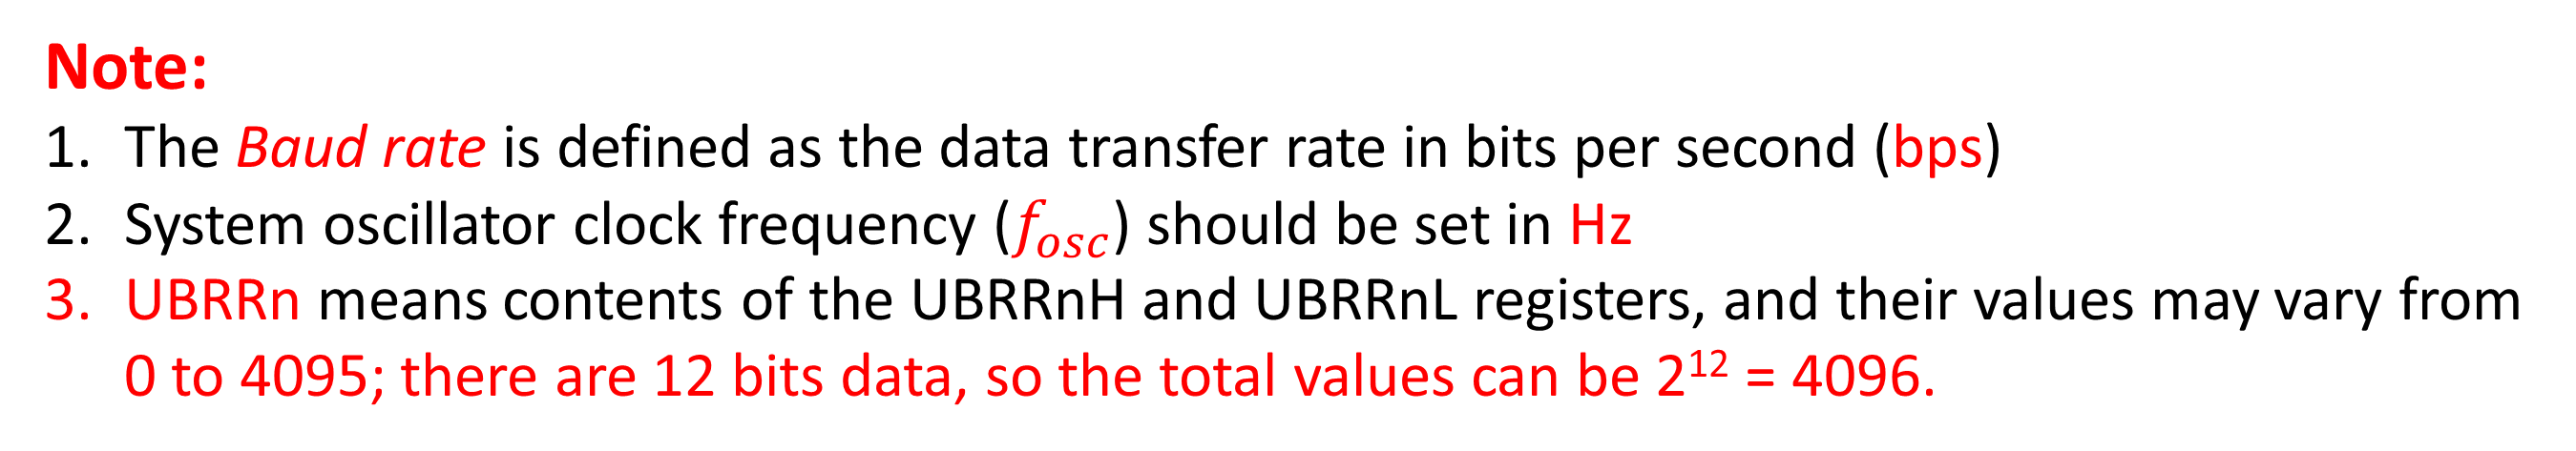 Note:
1. The Baud rate is defined as the data transfer rate in bits per second (bps)
2. System oscillator clock frequency (f_osc) should be set in Hz
3. UBRRn means contents of the UBRRnH and UBRRnL registers, and their values may vary from
0 to 4095; there are 12 bits data, so the total values can be 2¹² = 4096.